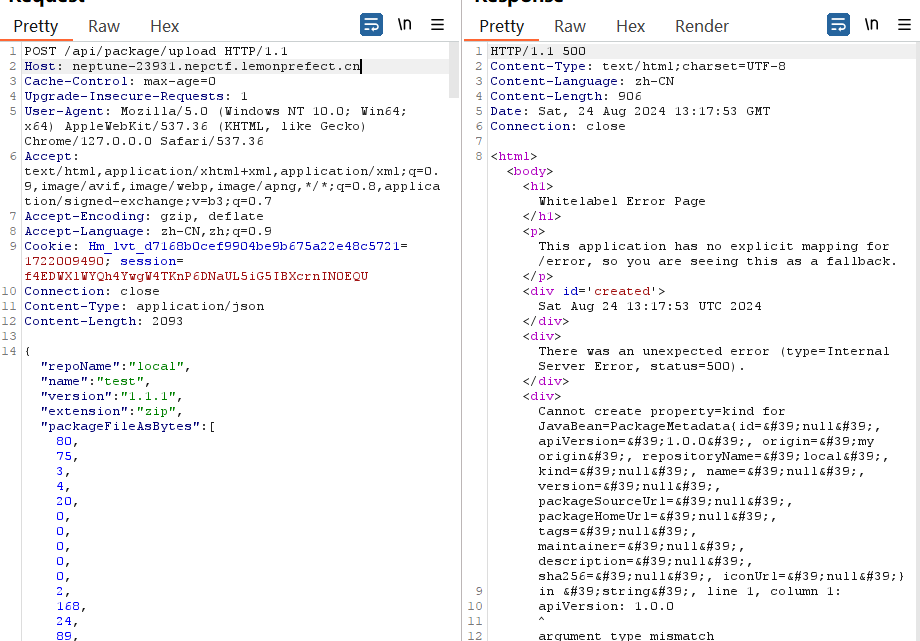 Request
Pretty Raw Hex \n
1 POST /api/package/upload HTTP/1.1
2 Host: neptune-23931.nepctf.lemonprefect.cn
3 Cache-Control: max-age=0
4 Upgrade-Insecure-Requests: 1
5 User-Agent: Mozilla/5.0 (Windows NT 10.0; Win64;
x64) AppleWebKit/537.36 (KHTML, like Gecko)
Chrome/127.0.0.0 Safari/537.36
6 Accept:
text/html,application/xhtml+xml,application/xml;q=0.
9,image/avif,image/webp,image/apng,*/*;q=0.8,applica
tion/signed-exchange;v=b3;q=0.7
7 Accept-Encoding: gzip, deflate
8 Accept-Language: zh-CN,zh;q=0.9
9 Cookie: Hm_lvt_d7168b0cef9904be9b675a22e48c5721=
1722009490; session=
f4EDWX1WYQh4YwgW4TKnP6DNaUL5iG5IBXcrnIN0EQU
10 Connection: close
11 Content-Type: application/json
12 Content-Length: 2093
13
14 {
"repoName":"local",
"name":"test",
"version":"1.1.1",
"extension":"zip",
"packageFileAsBytes":[
80,
75,
3,
4,
20,
0,
0,
0,
0,
0,
2,
168,
24,
89,
Response
Pretty Raw Hex Render \n
1 HTTP/1.1 500
2 Content-Type: text/html;charset=UTF-8
3 Content-Language: zh-CN
4 Content-Length: 906
5 Date: Sat, 24 Aug 2024 13:17:53 GMT
6 Connection: close
7
8 <html>
<body>
<h1>
Whitelabel Error Page
</h1>
<p>
This application has no explicit mapping for
/error, so you are seeing this as a fallback.
</p>
<div id='created'>
Sat Aug 24 13:17:53 UTC 2024
</div>
<div>
There was an unexpected error (type=Internal
Server Error, status=500).
</div>
<div>
Cannot create property=kind for
JavaBean=PackageMetadata{id=&#39;null&#39;,
apiVersion=&#39;1.0.0&#39;, origin=&#39;my
origin&#39;, repositoryName=&#39;local&#39;,
kind=&#39;null&#39;, name=&#39;null&#39;,
version=&#39;null&#39;,
packageSourceUrl=&#39;null&#39;,
packageHomeUrl=&#39;null&#39;,
tags=&#39;null&#39;,
maintainer=&#39;null&#39;,
description=&#39;null&#39;,
sha256=&#39;null&#39;, iconUrl=&#39;null&#39;}
9 in &#39;string&#39;, line 1, column 1:
10 apiVersion: 1.0.0
11 ^
12 argument type mismatch